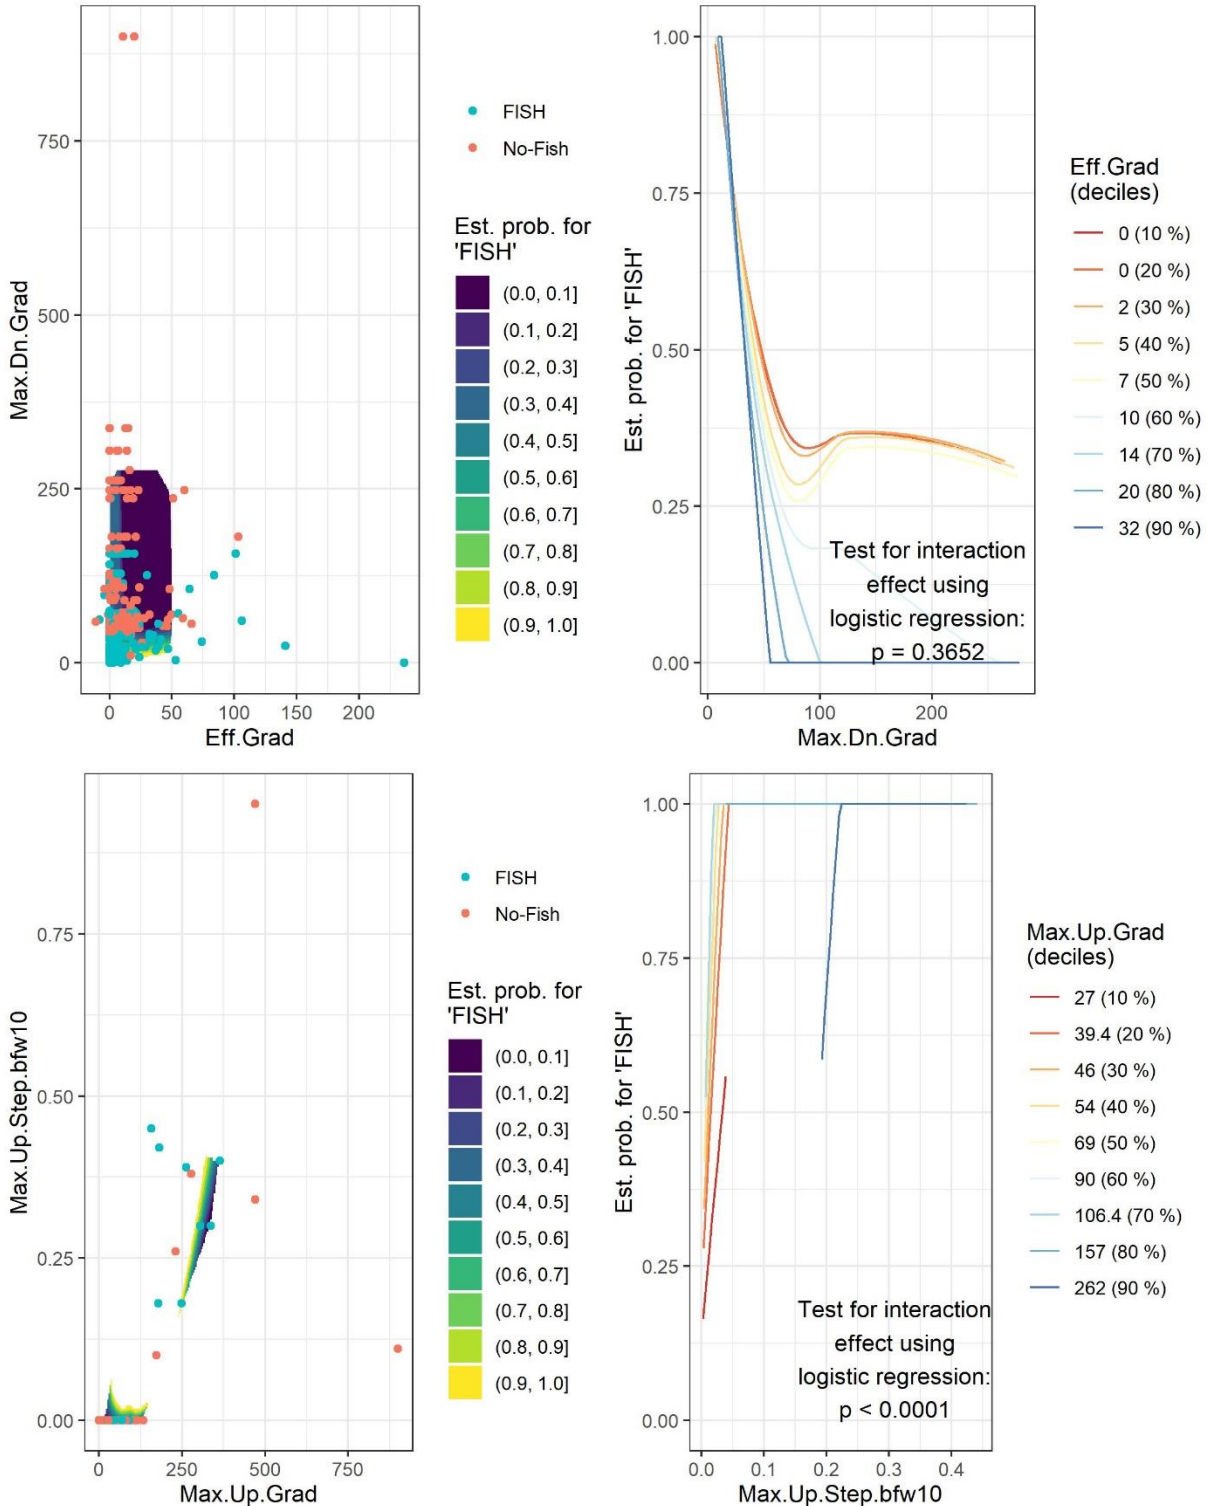 750
500
250
0
Max.Dn.Grad
0 50 100 150 200
Eff.Grad
FISH
No-Fish
Est. prob. for
'FISH'
(0.0, 0.1]
(0.1, 0.2]
(0.2, 0.3]
(0.3, 0.4]
(0.4, 0.5]
(0.5, 0.6]
(0.6, 0.7]
(0.7, 0.8]
(0.8, 0.9]
(0.9, 1.0]
1.00
0.75
0.50
0.25
0.00
Est. prob. for 'FISH'
Test for interaction
effect using
logistic regression:
p = 0.3652
0 100 200
Max.Dn.Grad
Eff.Grad
(deciles)
0 (10 %)
0 (20 %)
2 (30 %)
5 (40 %)
7 (50 %)
10 (60 %)
14 (70 %)
20 (80 %)
32 (90 %)
0.75
0.50
0.25
0.00
Max.Up.Step.bfw10
0 250 500 750
Max.Up.Grad
FISH
No-Fish
Est. prob. for
'FISH'
(0.0, 0.1]
(0.1, 0.2]
(0.2, 0.3]
(0.3, 0.4]
(0.4, 0.5]
(0.5, 0.6]
(0.6, 0.7]
(0.7, 0.8]
(0.8, 0.9]
(0.9, 1.0]
1.00
0.75
0.50
0.25
0.00
Est. prob. for 'FISH'
Test for interaction
effect using
logistic regression:
p < 0.0001
0.0 0.1 0.2 0.3 0.4
Max.Up.Step.bfw10
Max.Up.Grad
(deciles)
27 (10 %)
39.4 (20 %)
46 (30 %)
54 (40 %)
69 (50 %)
90 (60 %)
106.4 (70 %)
157 (80 %)
262 (90 %)